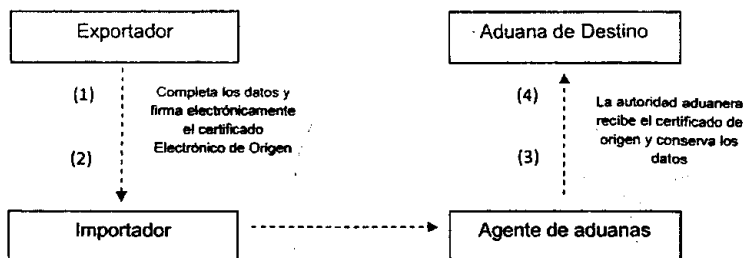 Exportador
(1)
(2)
Completa los datos y
firma electrónicamente
el certificado
Electrónico de Origen
Importador
Aduana de Destino
(4)
(3)
La autoridad aduanera
recibe el certificado de
origen y conserva los
datos
Agente de aduanas